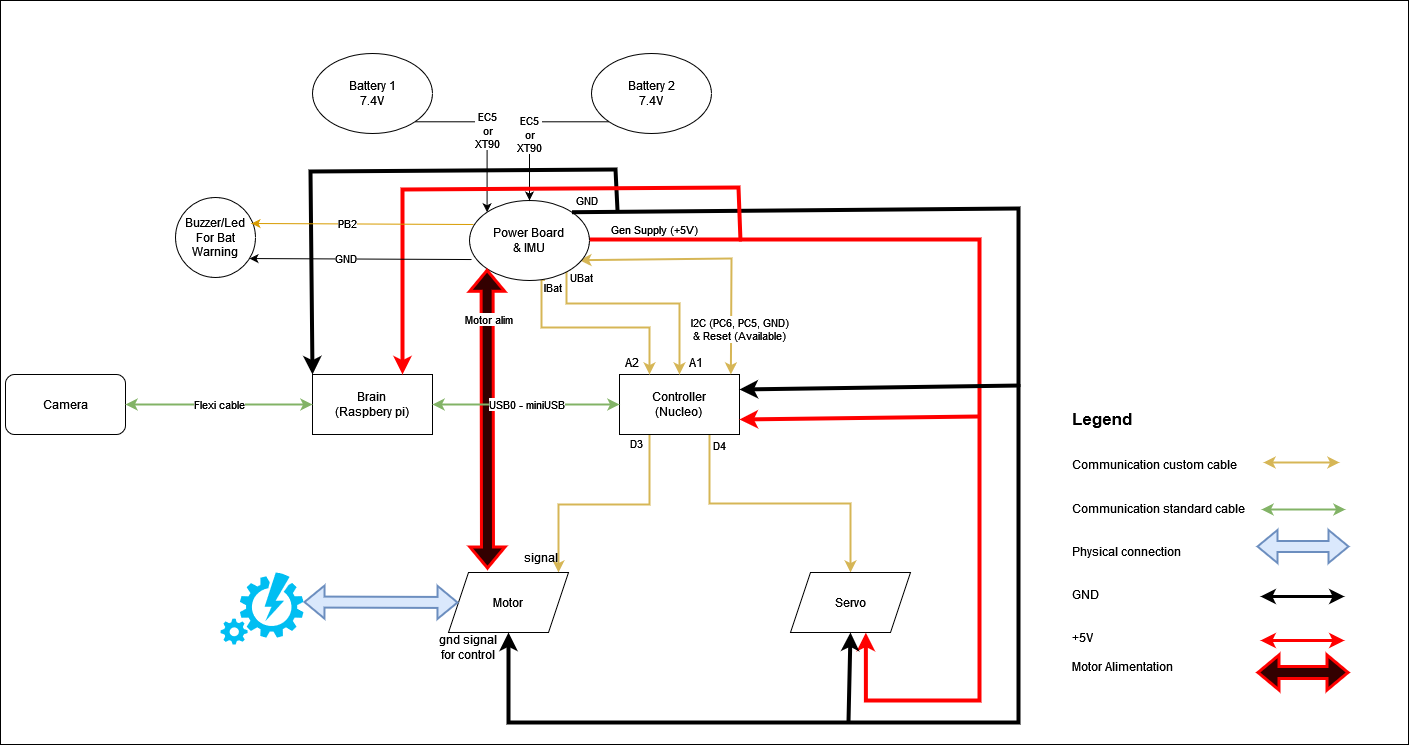 Battery 1
7.4V
Battery 2
7.4V
EC5
or
XT90
EC5
or
XT90
GND
Buzzer/Led
For Bat
Warning
PB2
GND
Power Board
& IMU
Gen Supply (+5V)
IBat
UBat
Motor alim
I2C (PC6, PC5, GND)
& Reset (Available)
A2
A1
Camera
Flexi cable
Brain
(Raspbery pi)
USB0 - miniUSB
Controller
(Nucleo)
D3
D4
signal
Motor
gnd signal
for control
Servo
Legend
Communication custom cable
Communication standard cable
Physical connection
GND
+5V
Motor Alimentation